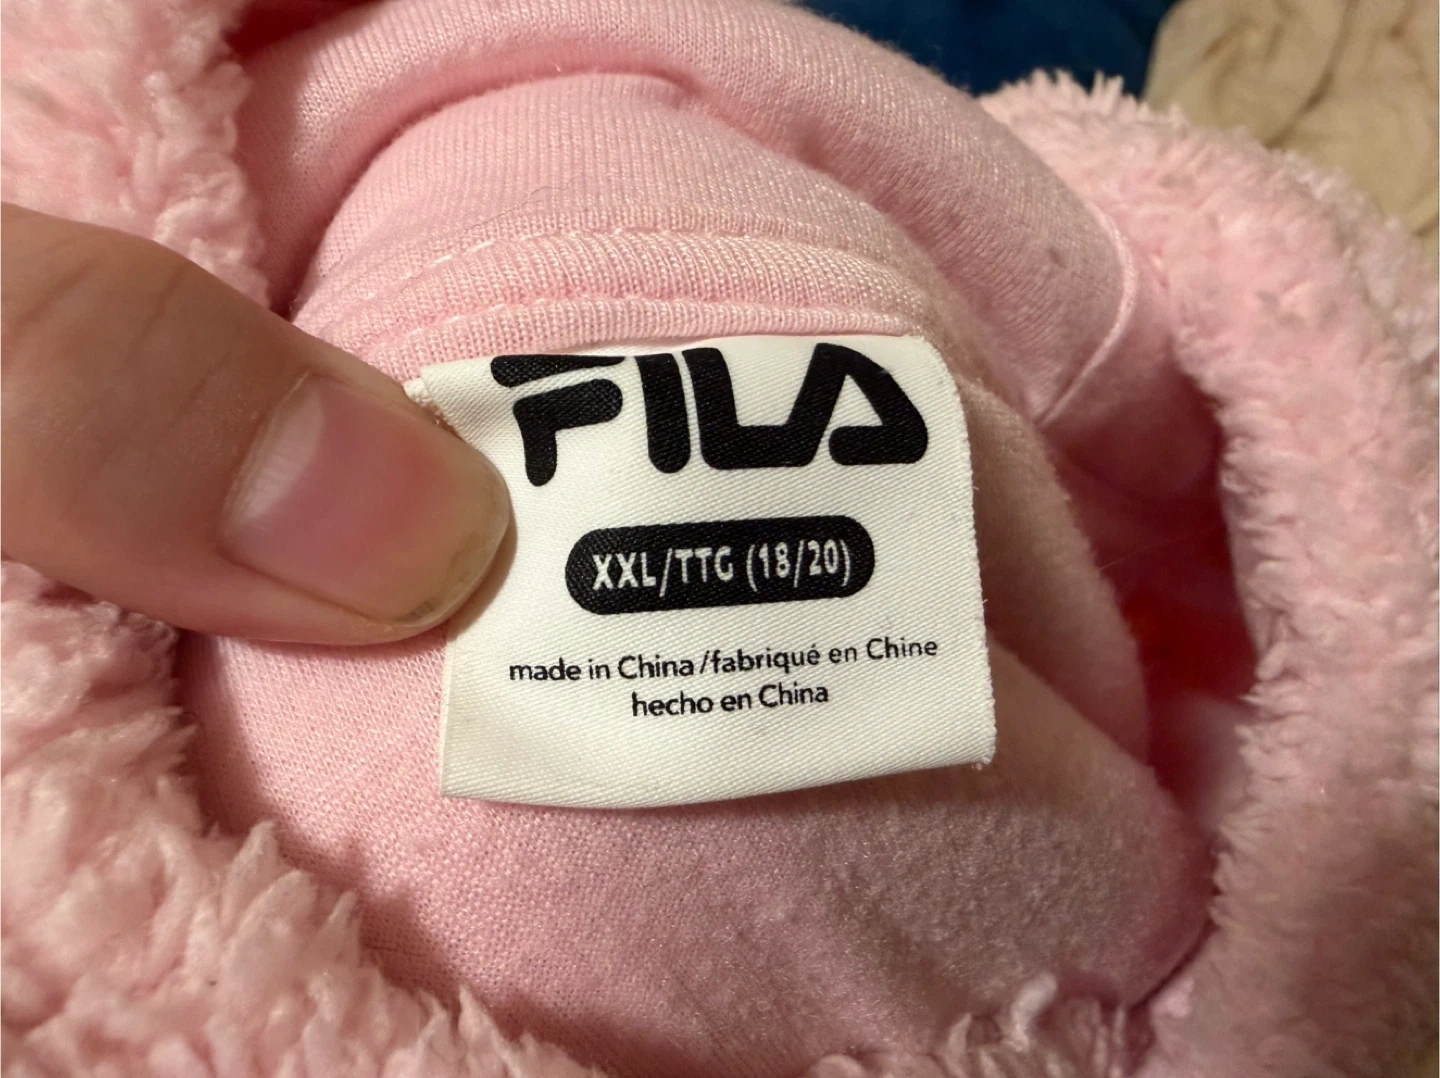 FILA
XXL/TTG (18/20)
made in China/fabriqué en Chine
hecho en China